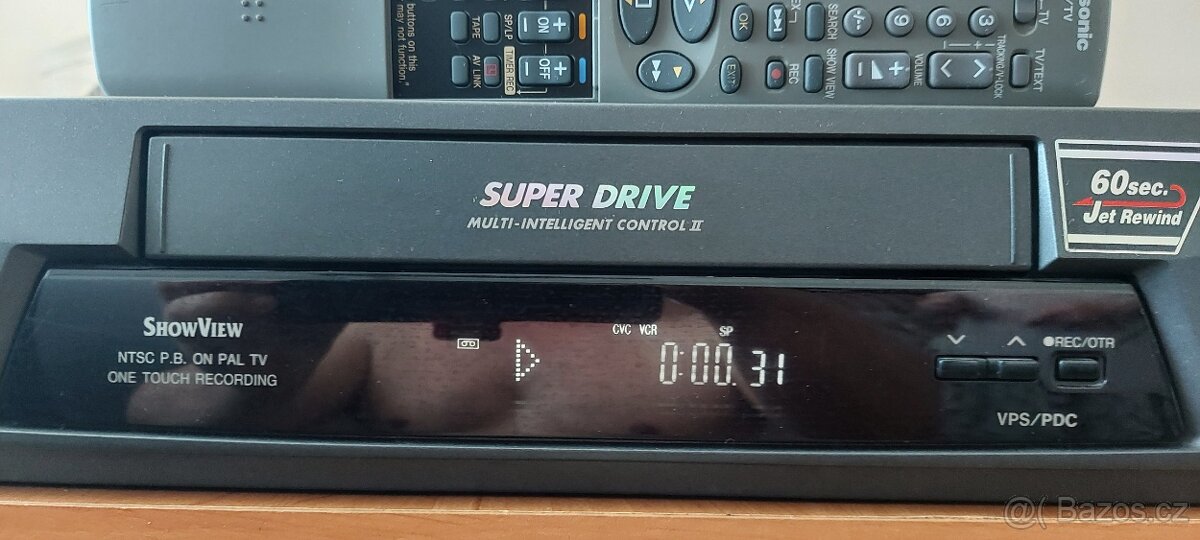 buttons on this
may not function."
TAPE
SP/LP
AV LINK
TIMER REC
+ ON −
+ OFF −
OK
EXIT
REC
SEARCH
SHOW VIEW
-/--
9
6
3
VOLUME
TRACKING/V-LOCK
TV
TV/TEXT
sonic
SUPER DRIVE
MULTI-INTELLIGENT CONTROL II
60sec.
Jet Rewind
SHOWVIEW
NTSC P.B. ON PAL TV
ONE TOUCH RECORDING
CVC VCR SP
0:00.31
●REC/OTR
VPS/PDC
@( Bazos.cz